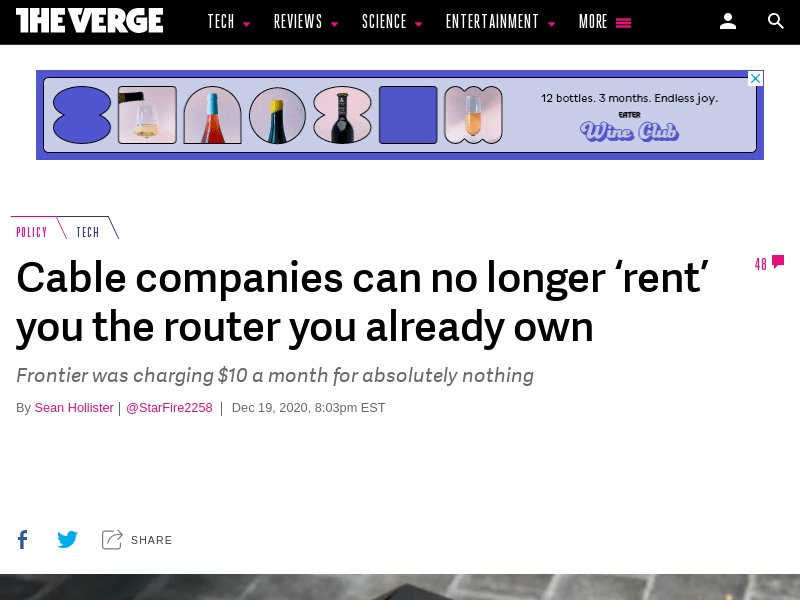 THE VERGE
TECH REVIEWS SCIENCE ENTERTAINMENT MORE
12 bottles. 3 months. Endless joy.
EATER
Wine Club
POLICY TECH
Cable companies can no longer ‘rent’
you the router you already own
48
Frontier was charging $10 a month for absolutely nothing
By Sean Hollister | @StarFire2258 | Dec 19, 2020, 8:03pm EST
SHARE